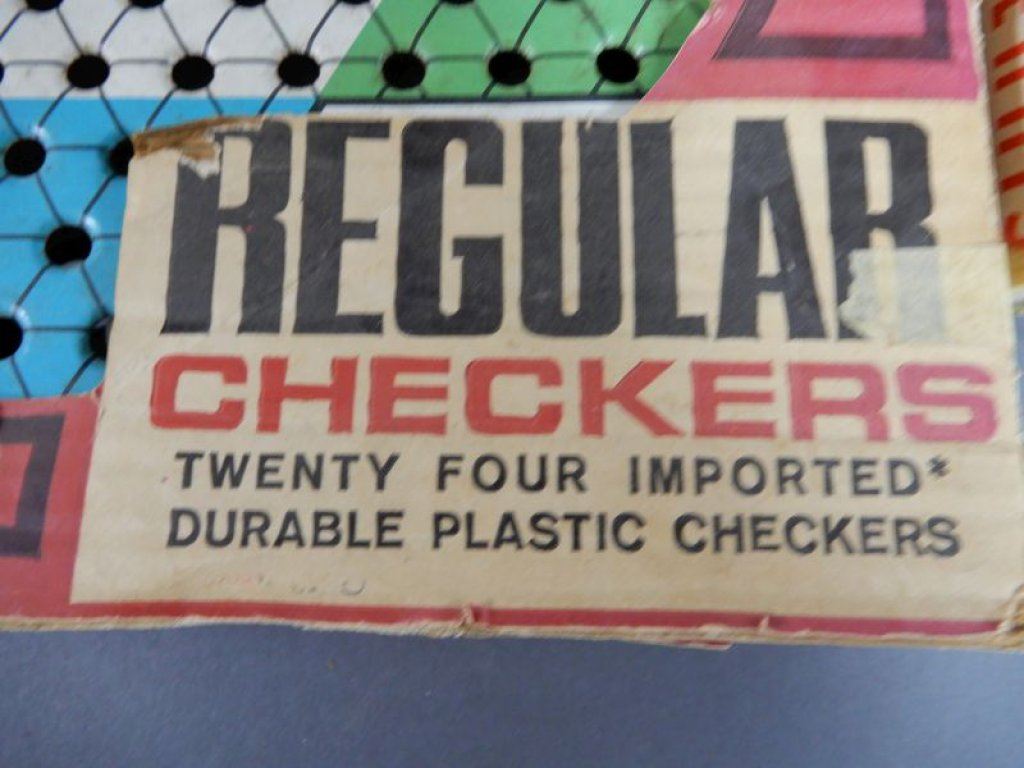 REGULAR
CHECKERS
TWENTY FOUR IMPORTED*
DURABLE PLASTIC CHECKERS